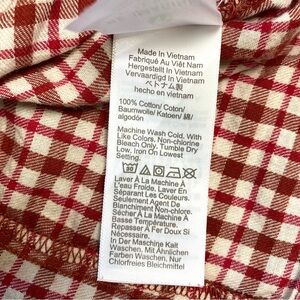 Made In Vietnam
Fabriqué Au Viêt Nam
Hergestellt In Vietnam
Vervaardigd In Vietnam
ベトナム製
hecho en vietnam
100% Cotton/ Coton/
Baumwolle/ Katoen/ 綿/
algodón
Machine Wash Cold, With
Like Colors, Non-chlorine
Bleach Only, Tumble Dry
Low, Iron On Lowest
Setting.
Laver À La Machine À
L'eau Froide, Laver En
Séparant Les Couleurs.
Seulement Agent De
Blanchiment Non-chlore.
Sécher À La Machine À
Basse Température.
Repasser À Fer Doux Si
Nécessaire.
In Der Maschine Kalt
Waschen, Mit Ähnlichen
Farben Waschen, Nur
Chlorfreies Bleichmittel